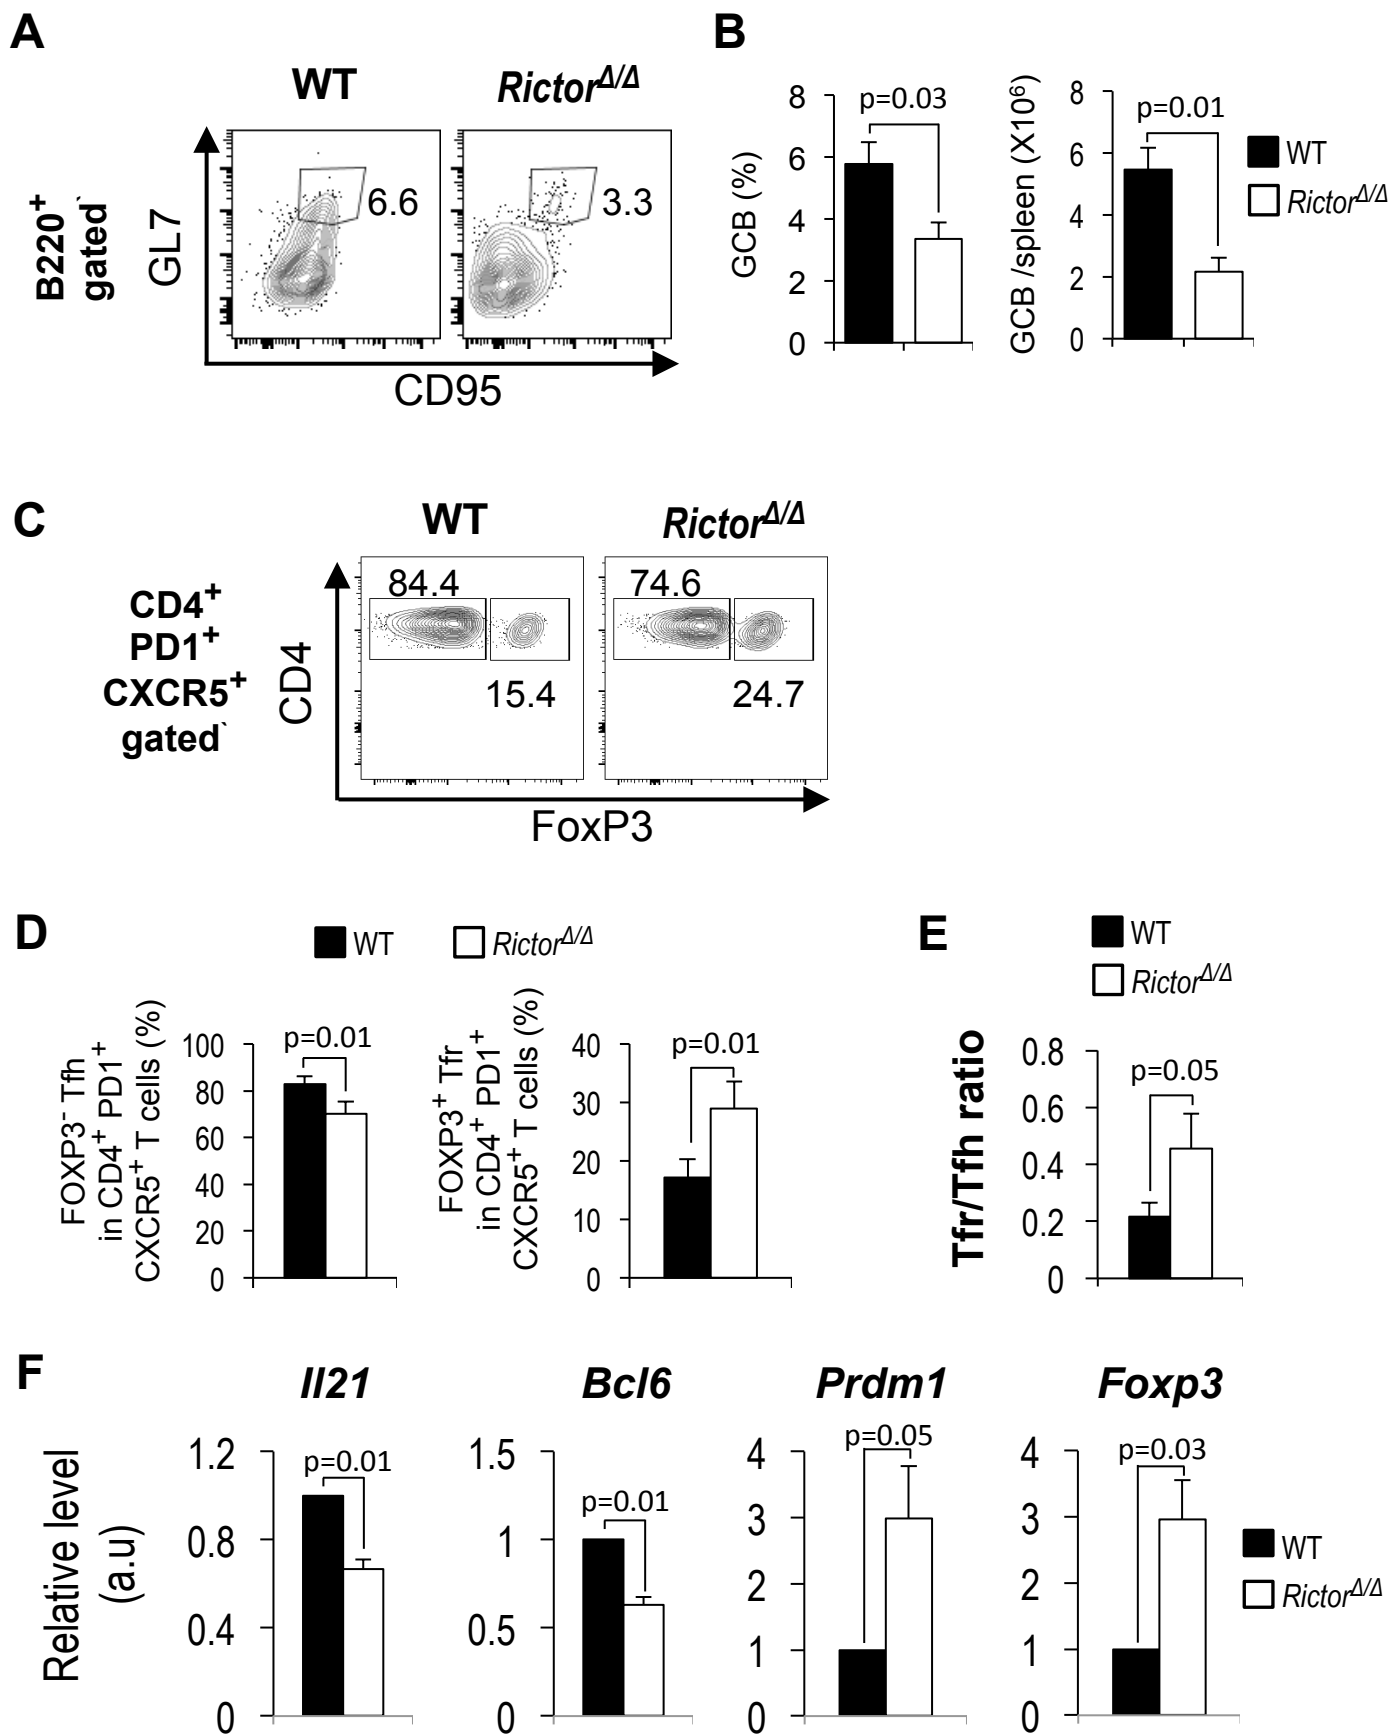 A
WT
Rictor^Δ/Δ
B220⁺
gated`
GL7
6.6
3.3
CD95
B
GCB (%)
8
6
4
2
0
p=0.03
GCB /spleen (X10⁶)
8
6
4
2
0
p=0.01
WT
Rictor^Δ/Δ
C
WT
Rictor^Δ/Δ
CD4⁺
PD1⁺
CXCR5⁺
gated`
CD4
84.4
15.4
74.6
24.7
FoxP3
D
WT
Rictor^Δ/Δ
FOXP3⁻ Tfh
in CD4⁺ PD1⁺
CXCR5⁺ T cells (%)
100
80
60
40
20
0
p=0.01
FOXP3⁺ Tfr
in CD4⁺ PD1⁺
CXCR5⁺ T cells (%)
40
30
20
10
0
p=0.01
E
WT
Rictor^Δ/Δ
Tfr/Tfh ratio
0.8
0.6
0.4
0.2
0
p=0.05
F
Relative level
(a.u)
Il21
1.2
0.8
0.4
0
p=0.01
Bcl6
1.5
1
0.5
0
p=0.01
Prdm1
4
3
2
1
0
p=0.05
Foxp3
4
3
2
1
0
p=0.03
WT
Rictor^Δ/Δ